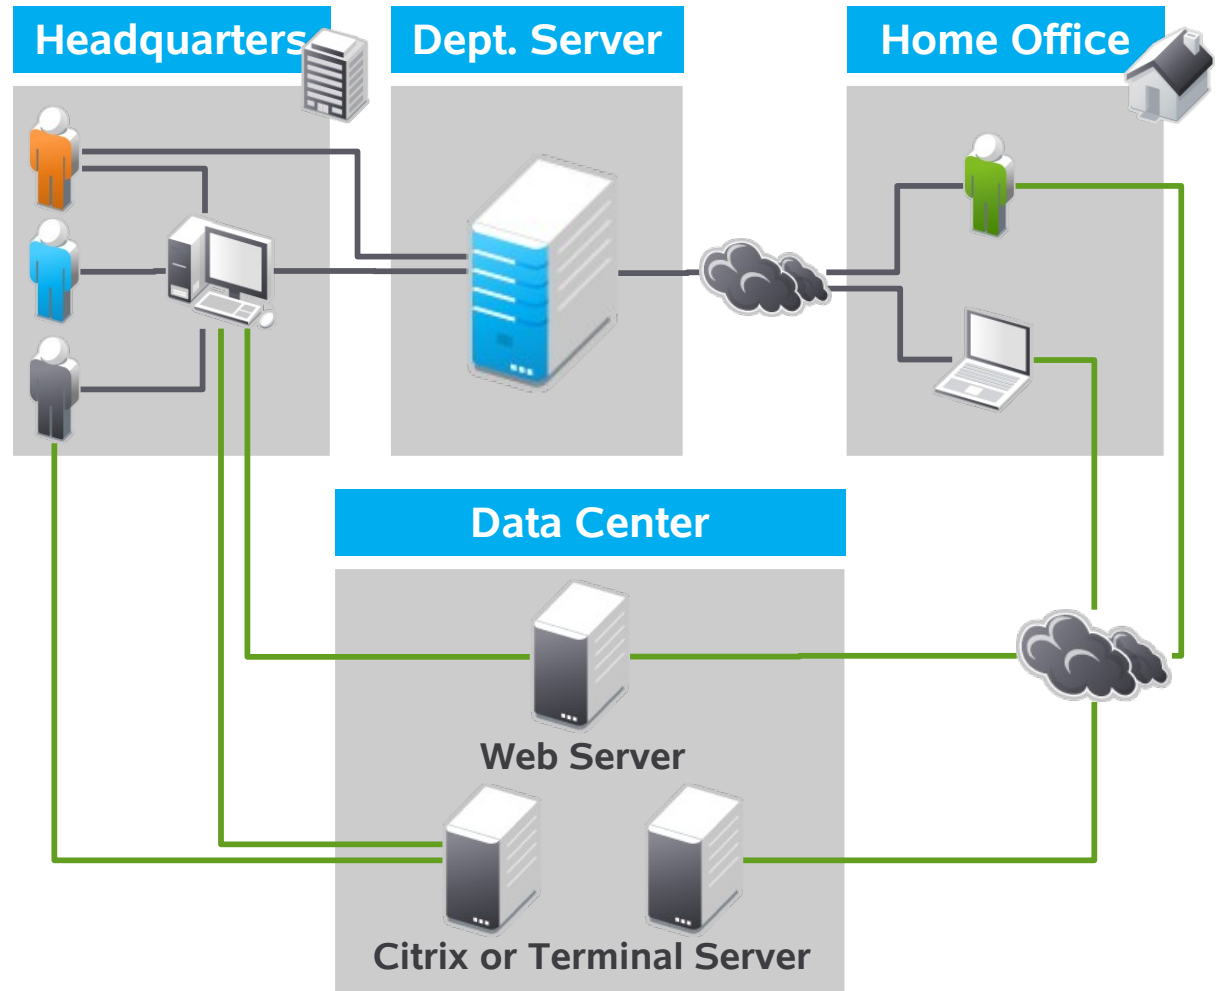 Headquarters
Dept. Server
Home Office
Data Center
Web Server
Citrix or Terminal Server